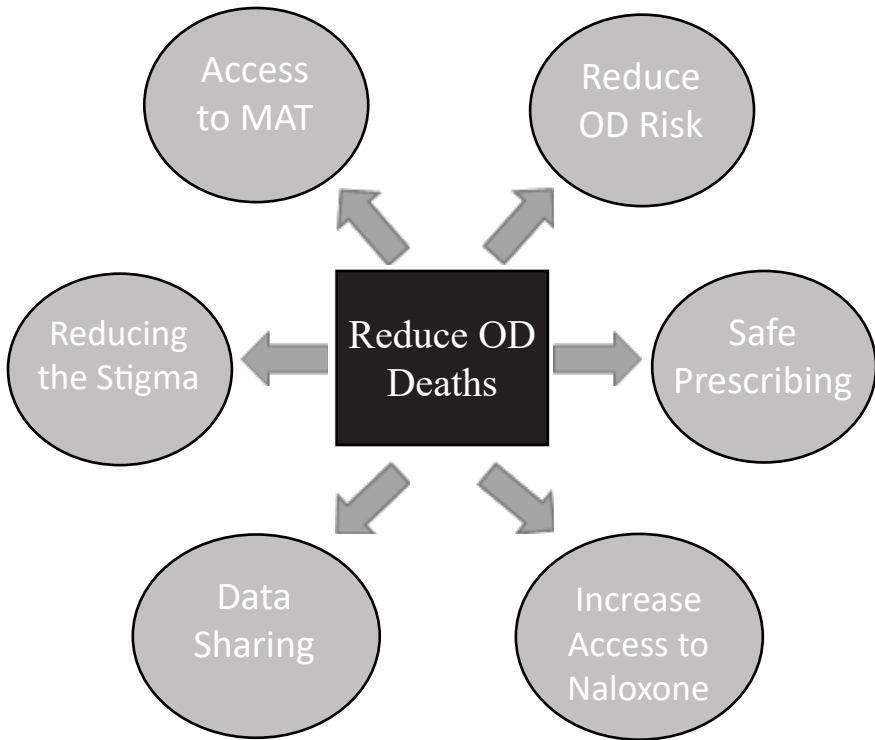 Access
to MAT
Reduce
OD Risk
Reducing
the Stigma
Reduce OD
Deaths
Safe
Prescribing
Data
Sharing
Increase
Access to
Naloxone